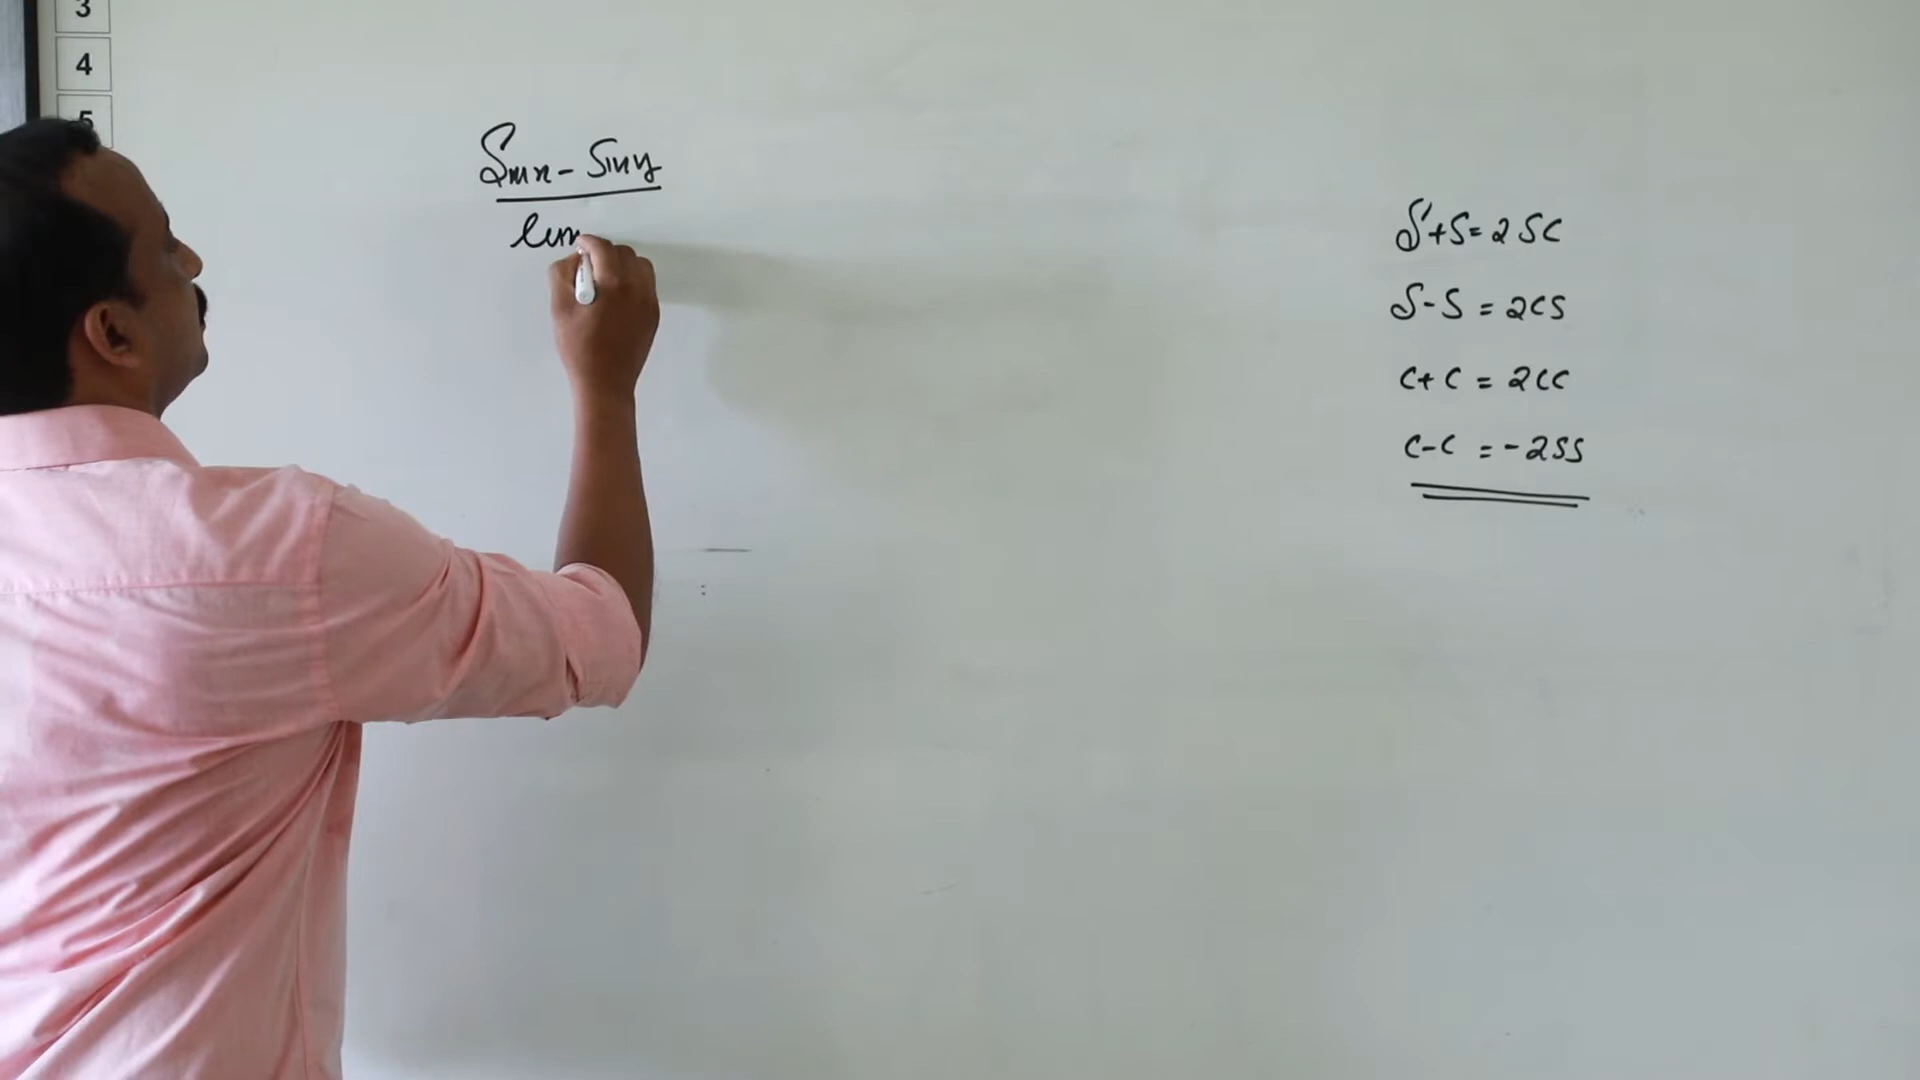 3
4
5
Sinx - Siny
S+S = 2SC
S-S = 2CS
C+C = 2CC
C-C = -2SS